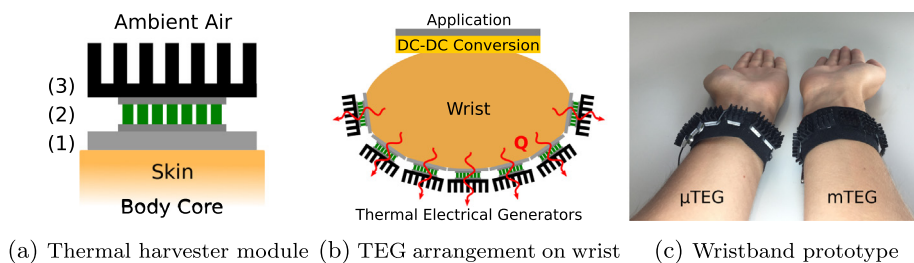 Ambient Air
(3)
(2)
(1)
Skin
Body Core
(a) Thermal harvester module
Application
DC-DC Conversion
Wrist
Q
Thermal Electrical Generators
(b) TEG arrangement on wrist
μTEG
mTEG
(c) Wristband prototype